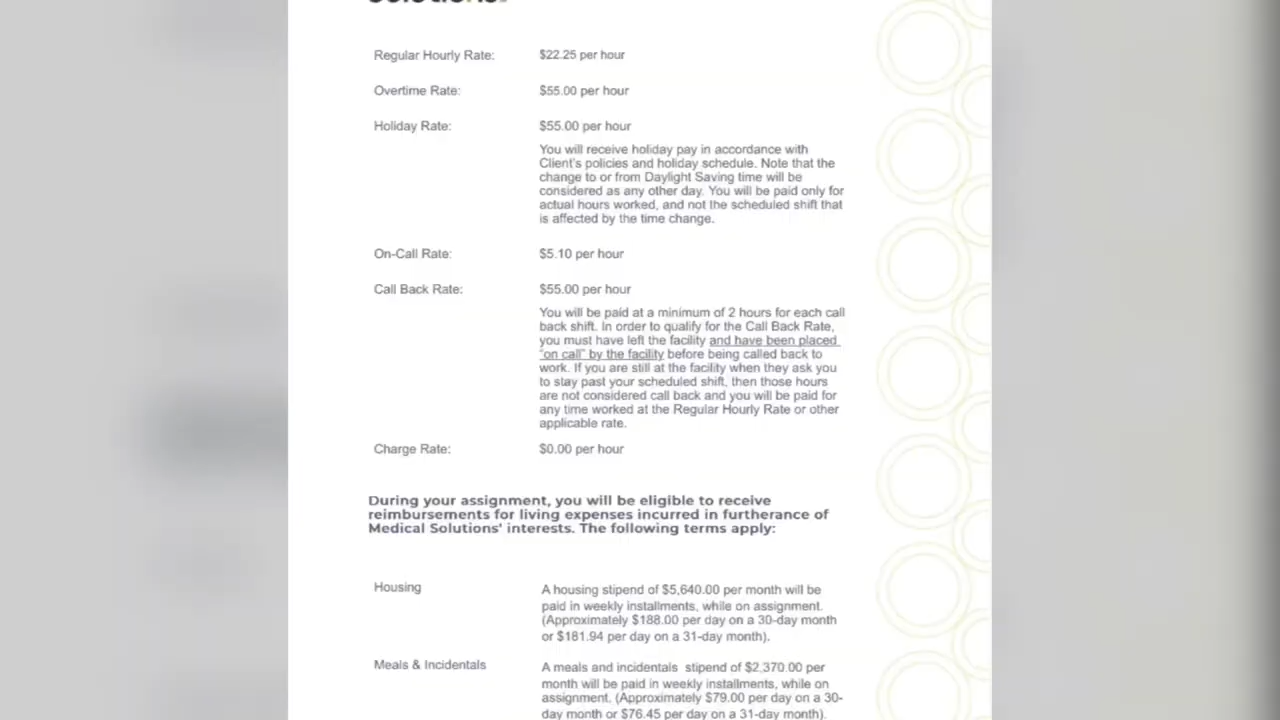 Solutions
Regular Hourly Rate: $22.25 per hour
Overtime Rate: $55.00 per hour
Holiday Rate: $55.00 per hour
You will receive holiday pay in accordance with
Client's policies and holiday schedule. Note that the
change to or from Daylight Saving time will be
considered as any other day. You will be paid only for
actual hours worked, and not the scheduled shift that
is affected by the time change.
On-Call Rate: $5.10 per hour
Call Back Rate: $55.00 per hour
You will be paid at a minimum of 2 hours for each call
back shift. In order to qualify for the Call Back Rate,
you must have left the facility and have been placed
"on call" by the facility before being called back to
work. If you are still at the facility when they ask you
to stay past your scheduled shift, then those hours
are not considered call back and you will be paid for
any time worked at the Regular Hourly Rate or other
applicable rate.
Charge Rate: $0.00 per hour
During your assignment, you will be eligible to receive
reimbursements for living expenses incurred in furtherance of
Medical Solutions' interests. The following terms apply:
Housing A housing stipend of $5,640.00 per month will be
paid in weekly installments, while on assignment.
(Approximately $188.00 per day on a 30-day month
or $181.94 per day on a 31-day month).
Meals & Incidentals A meals and incidentals stipend of $2,370.00 per
month will be paid in weekly installments, while on
assignment. (Approximately $79.00 per day on a 30-
day month or $76.45 per day on a 31-day month).